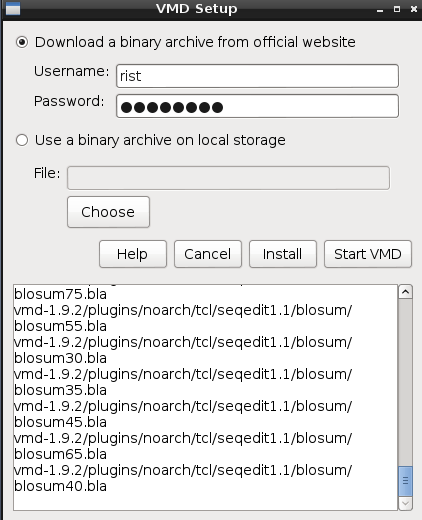 VMD Setup
Download a binary archive from official website
Username: rist
Password: ●●●●●●●●
Use a binary archive on local storage
File:
Choose
Help Cancel Install Start VMD
blosum75.bla
vmd-1.9.2/plugins/noarch/tcl/seqedit1.1/blosum/
blosum55.bla
vmd-1.9.2/plugins/noarch/tcl/seqedit1.1/blosum/
blosum30.bla
vmd-1.9.2/plugins/noarch/tcl/seqedit1.1/blosum/
blosum35.bla
vmd-1.9.2/plugins/noarch/tcl/seqedit1.1/blosum/
blosum45.bla
vmd-1.9.2/plugins/noarch/tcl/seqedit1.1/blosum/
blosum65.bla
vmd-1.9.2/plugins/noarch/tcl/seqedit1.1/blosum/
blosum40.bla